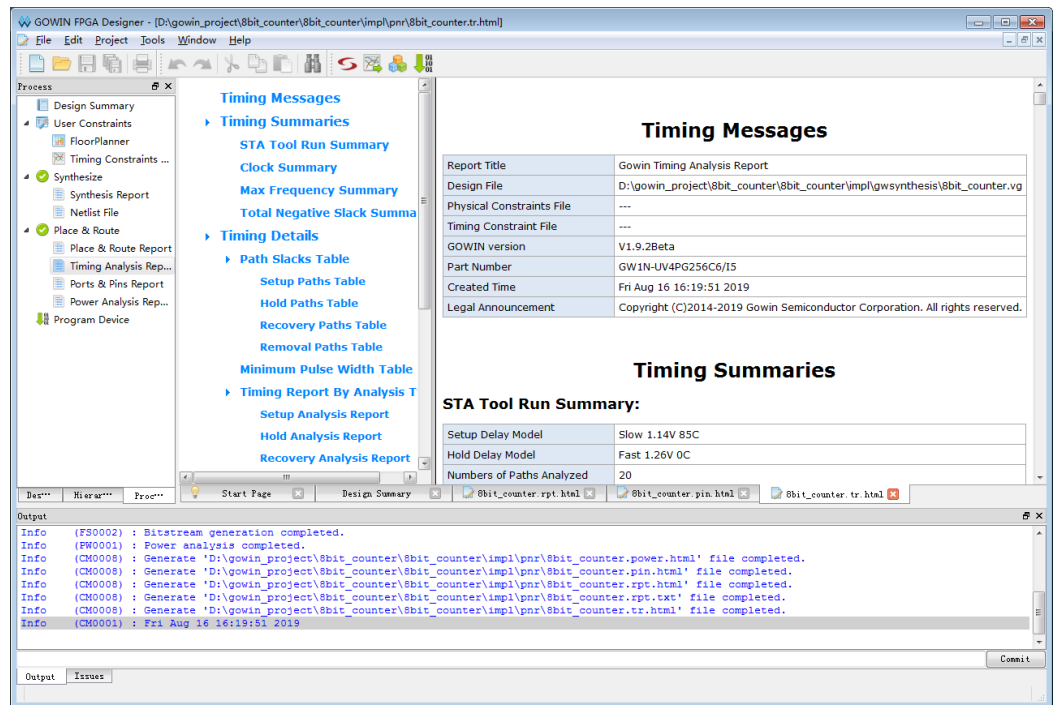 GOWIN FPGA Designer - [D:\gowin_project\8bit_counter\8bit_counter\impl\pnr\8bit_counter.tr.html]
File Edit Project Tools Window Help
Process
Design Summary
User Constraints
FloorPlanner
Timing Constraints ...
Synthesize
Synthesis Report
Netlist File
Place & Route
Place & Route Report
Timing Analysis Rep...
Ports & Pins Report
Power Analysis Rep...
Program Device
Des... Hierar... Proc...
Timing Messages
Timing Summaries
STA Tool Run Summary
Clock Summary
Max Frequency Summary
Total Negative Slack Summa
Timing Details
Path Slacks Table
Setup Paths Table
Hold Paths Table
Recovery Paths Table
Removal Paths Table
Minimum Pulse Width Table
Timing Report By Analysis T
Setup Analysis Report
Hold Analysis Report
Recovery Analysis Report
Timing Messages
Report Title Gowin Timing Analysis Report
Design File D:\gowin_project\8bit_counter\8bit_counter\impl\gwsynthesis\8bit_counter.vg
Physical Constraints File ---
Timing Constraint File ---
GOWIN version V1.9.2Beta
Part Number GW1N-UV4PG256C6/I5
Created Time Fri Aug 16 16:19:51 2019
Legal Announcement Copyright (C)2014-2019 Gowin Semiconductor Corporation. All rights reserved.
Timing Summaries
STA Tool Run Summary:
Setup Delay Model Slow 1.14V 85C
Hold Delay Model Fast 1.26V 0C
Numbers of Paths Analyzed 20
Start Page Design Summary 8bit_counter.rpt.html 8bit_counter.pin.html 8bit_counter.tr.html
Output
Info (FS0002) : Bitstream generation completed.
Info (PW0001) : Power analysis completed.
Info (CM0008) : Generate 'D:\gowin_project\8bit_counter\8bit_counter\impl\pnr\8bit_counter.power.html' file completed.
Info (CM0008) : Generate 'D:\gowin_project\8bit_counter\8bit_counter\impl\pnr\8bit_counter.pin.html' file completed.
Info (CM0008) : Generate 'D:\gowin_project\8bit_counter\8bit_counter\impl\pnr\8bit_counter.rpt.html' file completed.
Info (CM0008) : Generate 'D:\gowin_project\8bit_counter\8bit_counter\impl\pnr\8bit_counter.rpt.txt' file completed.
Info (CM0008) : Generate 'D:\gowin_project\8bit_counter\8bit_counter\impl\pnr\8bit_counter.tr.html' file completed.
Info (CM0001) : Fri Aug 16 16:19:51 2019
Commit
Output Issues